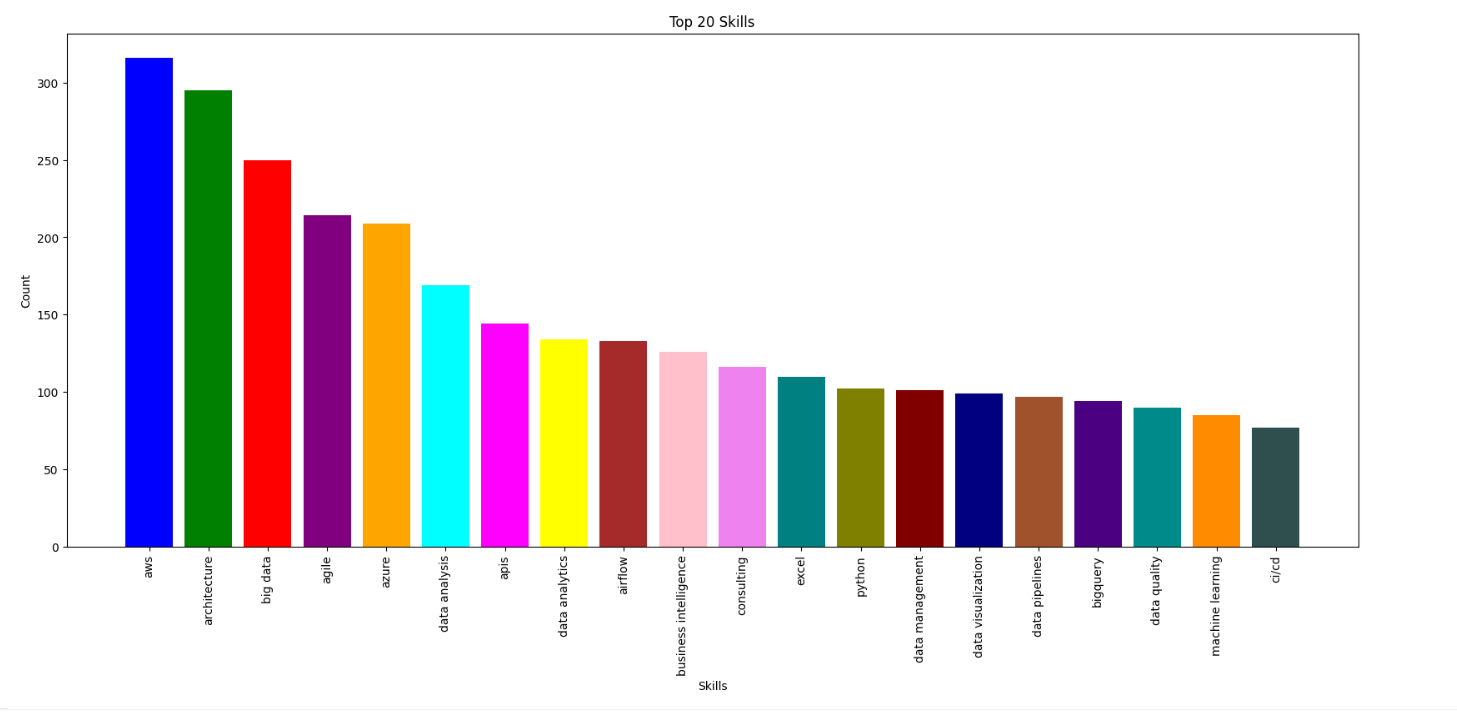 Top 20 Skills
Count
300
250
200
150
100
50
0
aws
architecture
big data
agile
azure
data analysis
apis
data analytics
airflow
business intelligence
consulting
excel
python
data management
data visualization
data pipelines
bigquery
data quality
machine learning
ci/cd
Skills